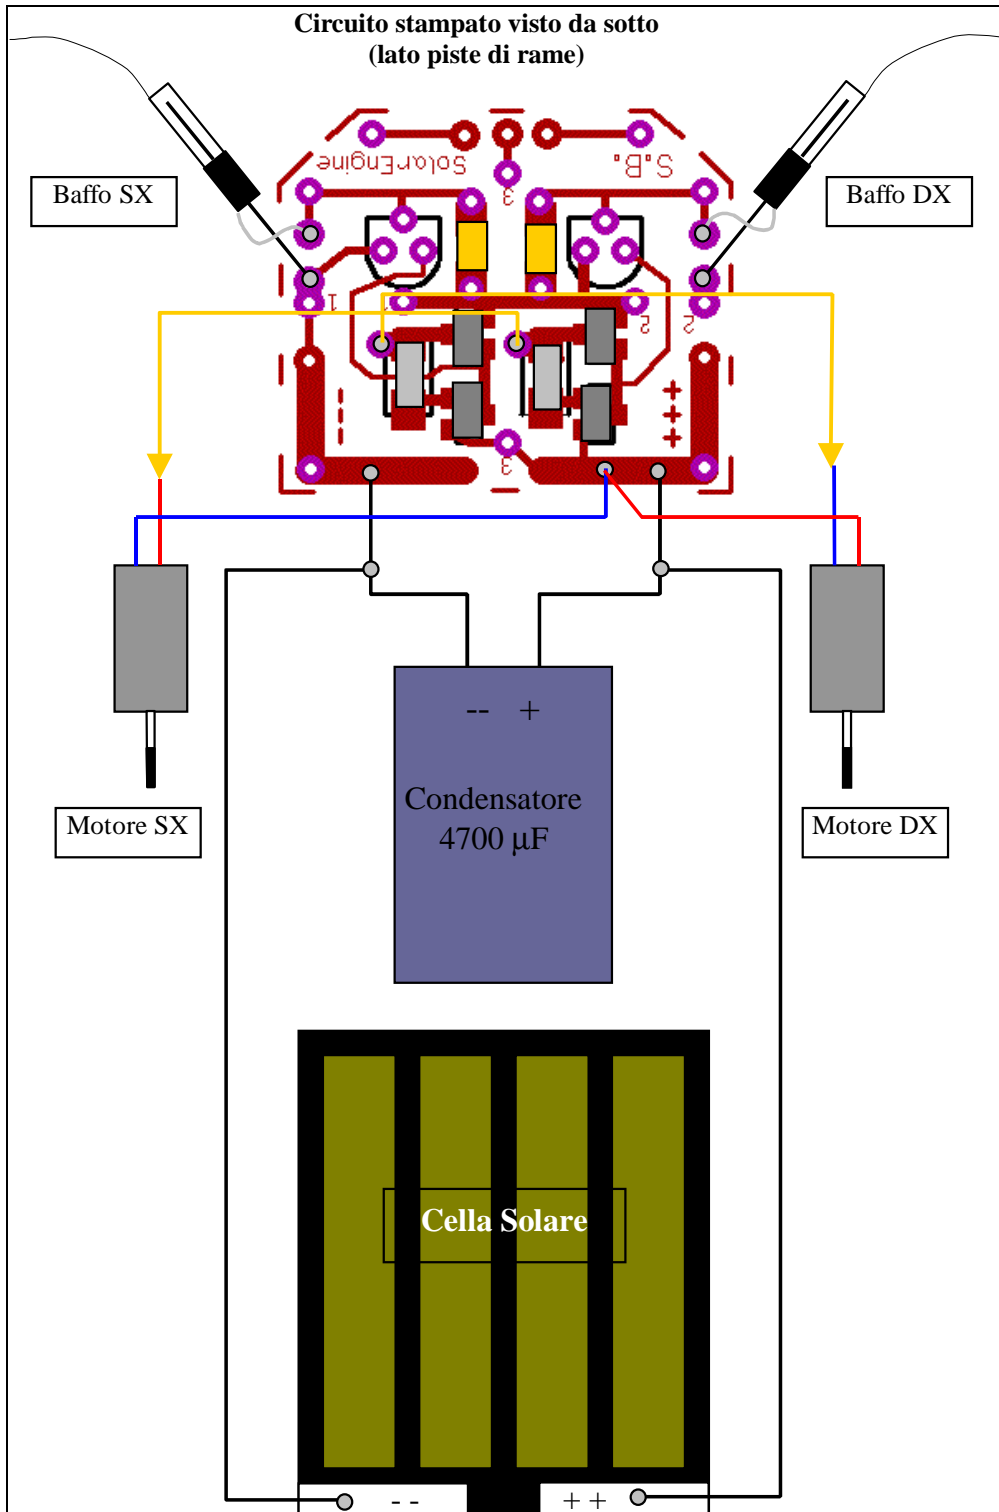 Circuito stampato visto da sotto
(lato piste di rame)
Baffo SX
Baffo DX
SolarEngine
S.B.
3
1
1
2
2
---
+++
3
-- +
Condensatore
4700 µF
Motore SX
Motore DX
Cella Solare
- -
+ +